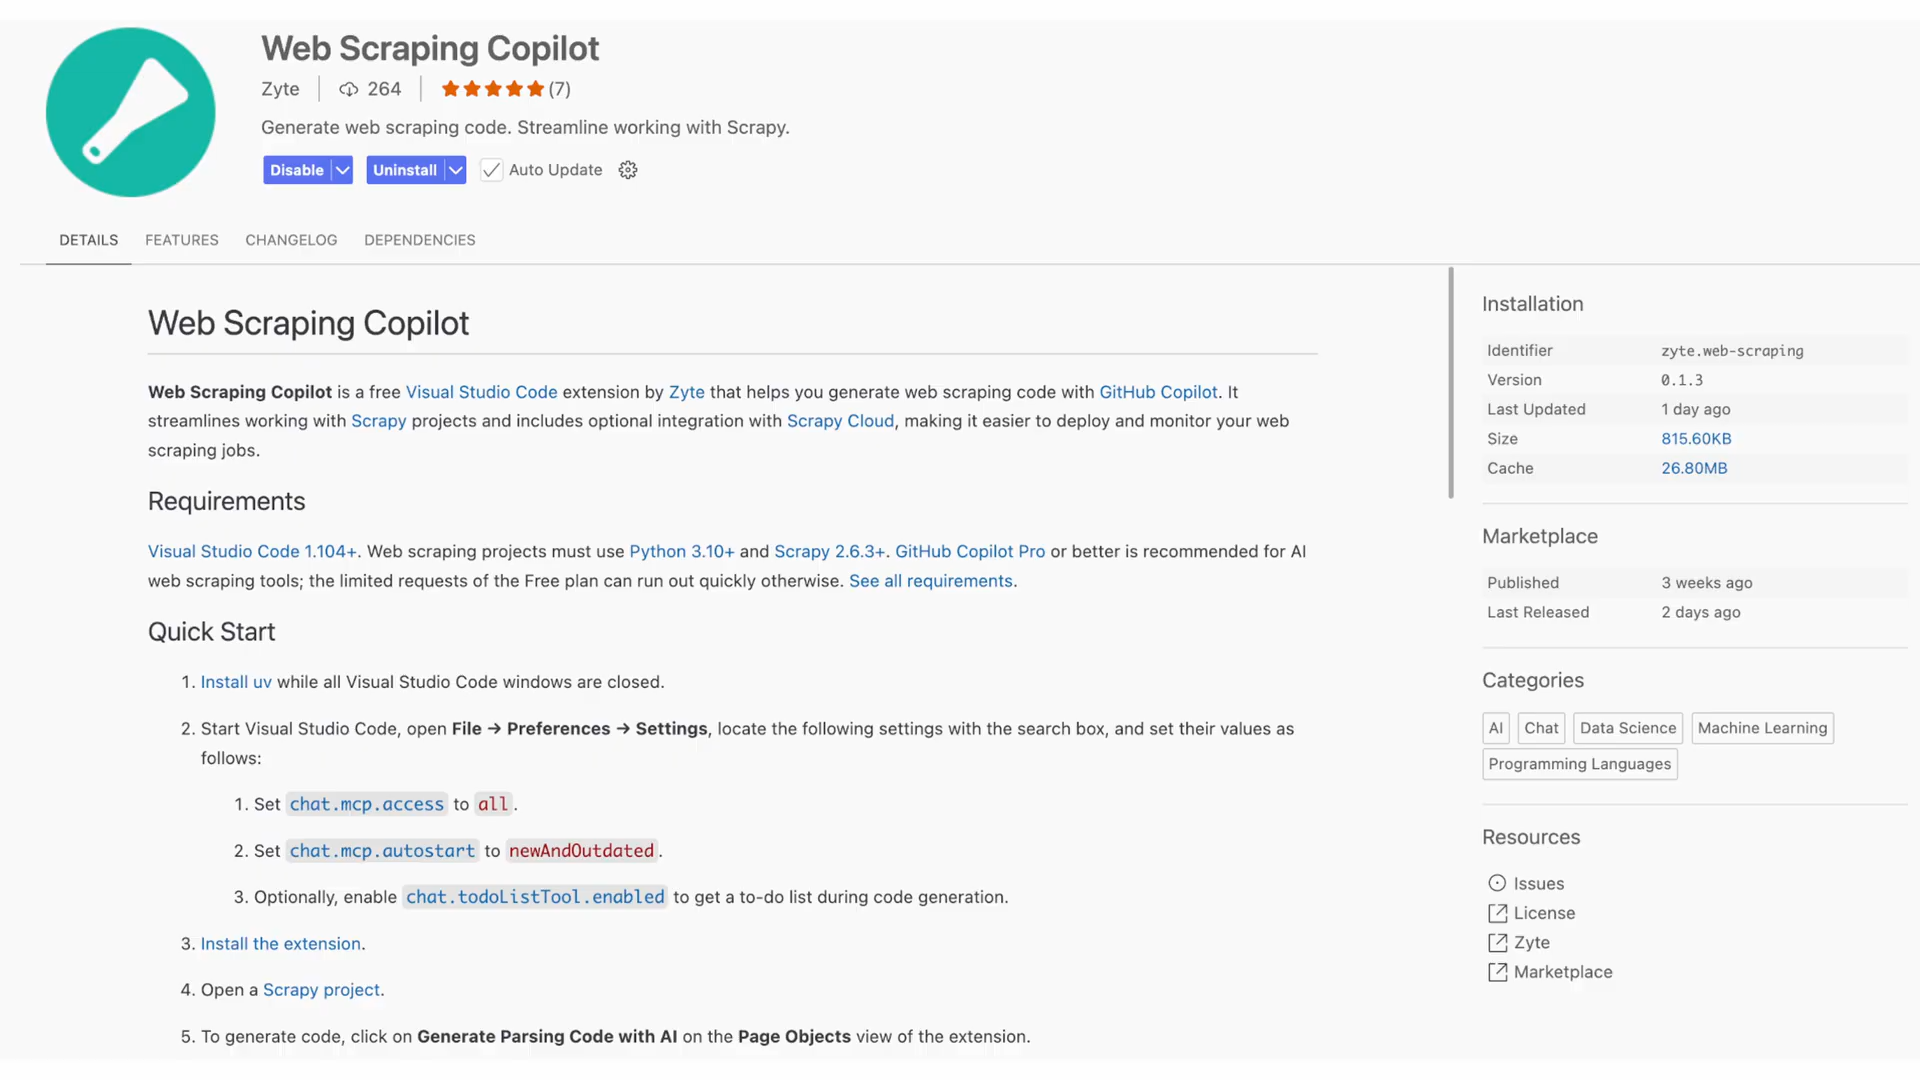 Web Scraping Copilot
Zyte 264 (7)
Generate web scraping code. Streamline working with Scrapy.
Disable Uninstall Auto Update
DETAILS FEATURES CHANGELOG DEPENDENCIES
Web Scraping Copilot
Web Scraping Copilot is a free Visual Studio Code extension by Zyte that helps you generate web scraping code with GitHub Copilot. It
streamlines working with Scrapy projects and includes optional integration with Scrapy Cloud, making it easier to deploy and monitor your web
scraping jobs.
Requirements
Visual Studio Code 1.104+. Web scraping projects must use Python 3.10+ and Scrapy 2.6.3+. GitHub Copilot Pro or better is recommended for AI
web scraping tools; the limited requests of the Free plan can run out quickly otherwise. See all requirements.
Quick Start
1. Install uv while all Visual Studio Code windows are closed.
2. Start Visual Studio Code, open File → Preferences → Settings, locate the following settings with the search box, and set their values as
follows:
1. Set chat.mcp.access to all.
2. Set chat.mcp.autostart to newAndOutdated.
3. Optionally, enable chat.todoListTool.enabled to get a to-do list during code generation.
3. Install the extension.
4. Open a Scrapy project.
5. To generate code, click on Generate Parsing Code with AI on the Page Objects view of the extension.
Installation
Identifier zyte.web-scraping
Version 0.1.3
Last Updated 1 day ago
Size 815.60KB
Cache 26.80MB
Marketplace
Published 3 weeks ago
Last Released 2 days ago
Categories
AI Chat Data Science Machine Learning
Programming Languages
Resources
Issues
License
Zyte
Marketplace